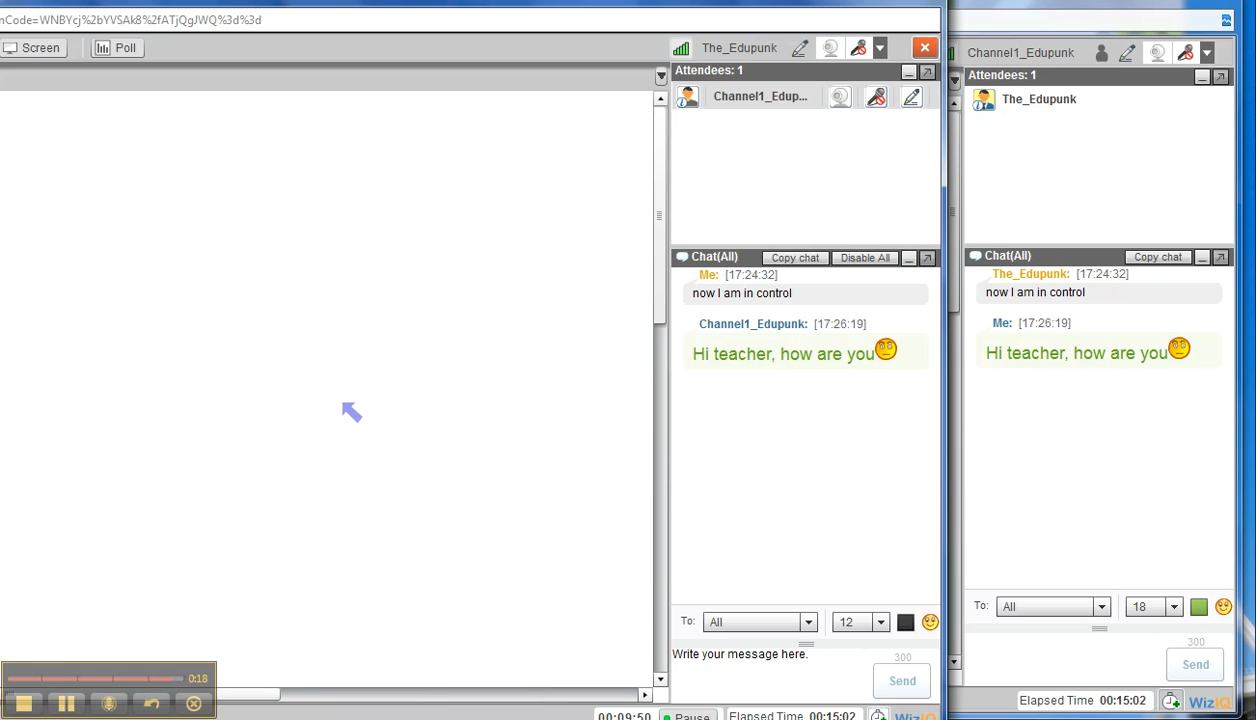 nCode=WNBYcj%2bYVSAk8%2fATjQgJWQ%3d%3d
Screen Poll The_Edupunk
Attendees: 1
Channel1_Edup...
Chat(All) Copy chat Disable All
Me: [17:24:32]
now I am in control
Channel1_Edupunk: [17:26:19]
Hi teacher, how are you
To: All 12
Write your message here.
300
Send
00:09:50 Pause Elapsed Time 00:15:02 WizIQ
0:18
Channel1_Edupunk
Attendees: 1
The_Edupunk
Chat(All) Copy chat
The_Edupunk: [17:24:32]
now I am in control
Me: [17:26:19]
Hi teacher, how are you
To: All 18
300
Send
Elapsed Time 00:15:02 WizIQ